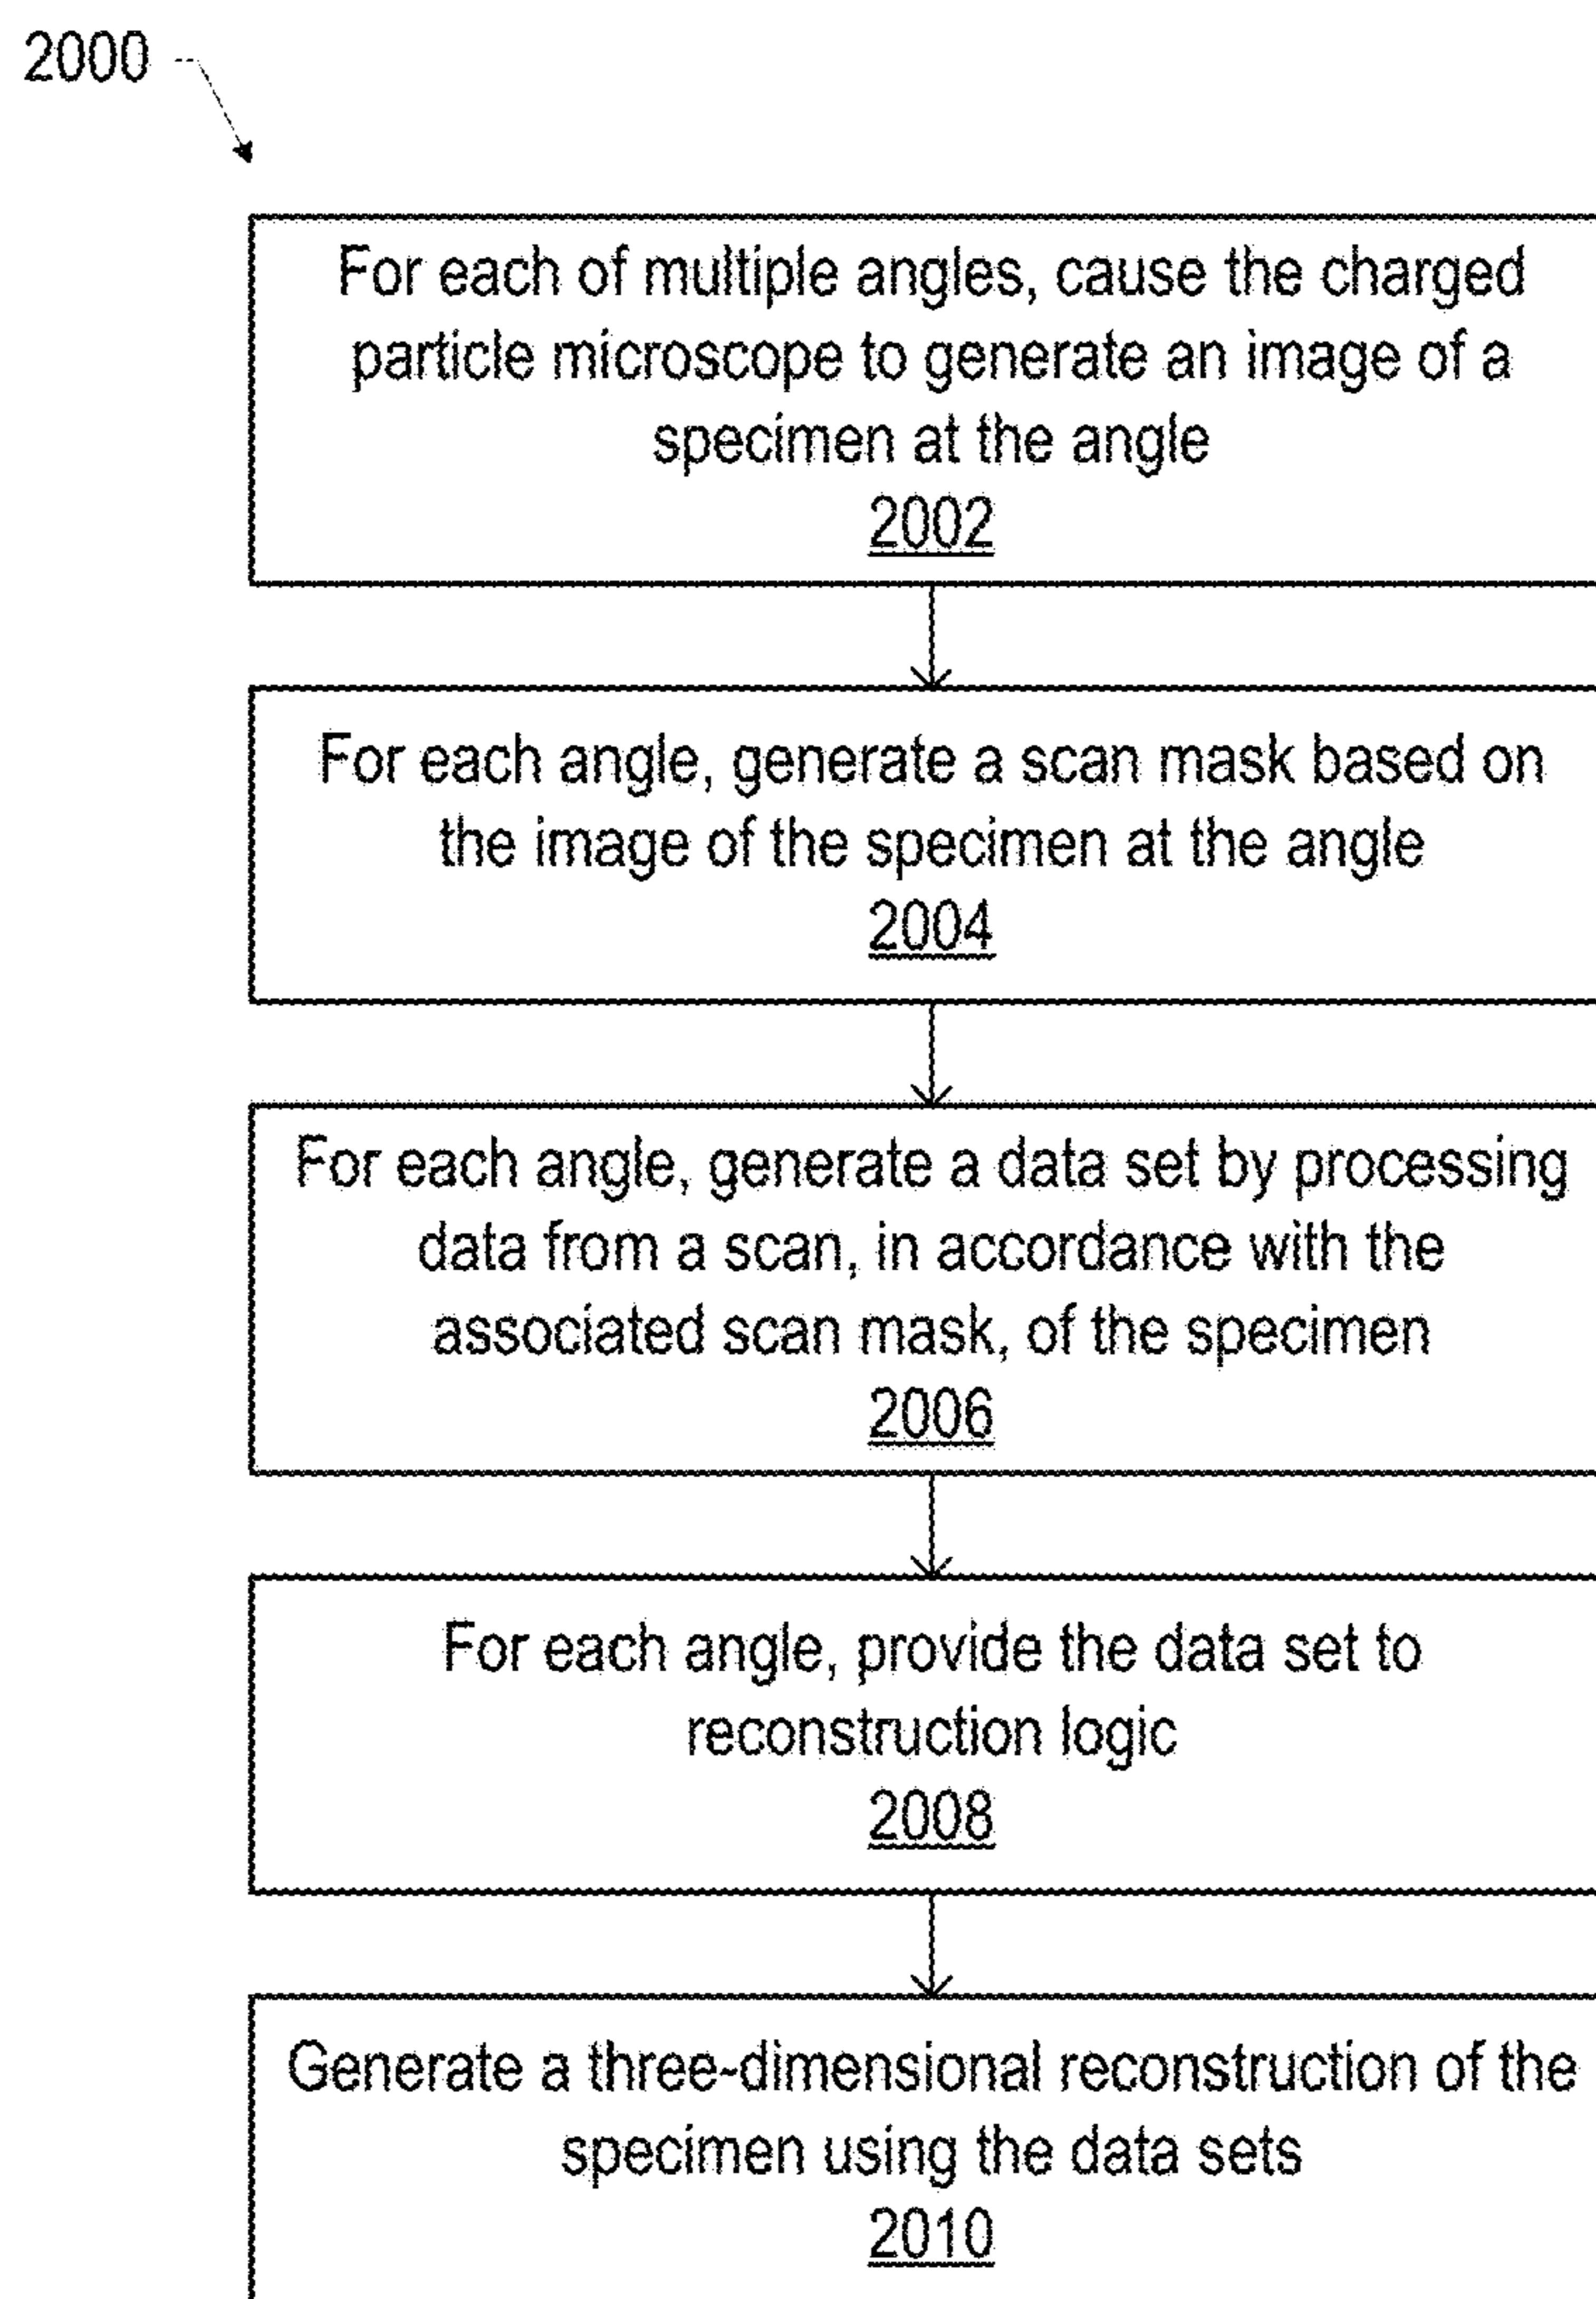 2000
For each of multiple angles, cause the charged
particle microscope to generate an image of a
specimen at the angle
2002
For each angle, generate a scan mask based on
the image of the specimen at the angle
2004
For each angle, generate a data set by processing
data from a scan, in accordance with the
associated scan mask, of the specimen
2006
For each angle, provide the data set to
reconstruction logic
2008
Generate a three-dimensional reconstruction of the
specimen using the data sets
2010